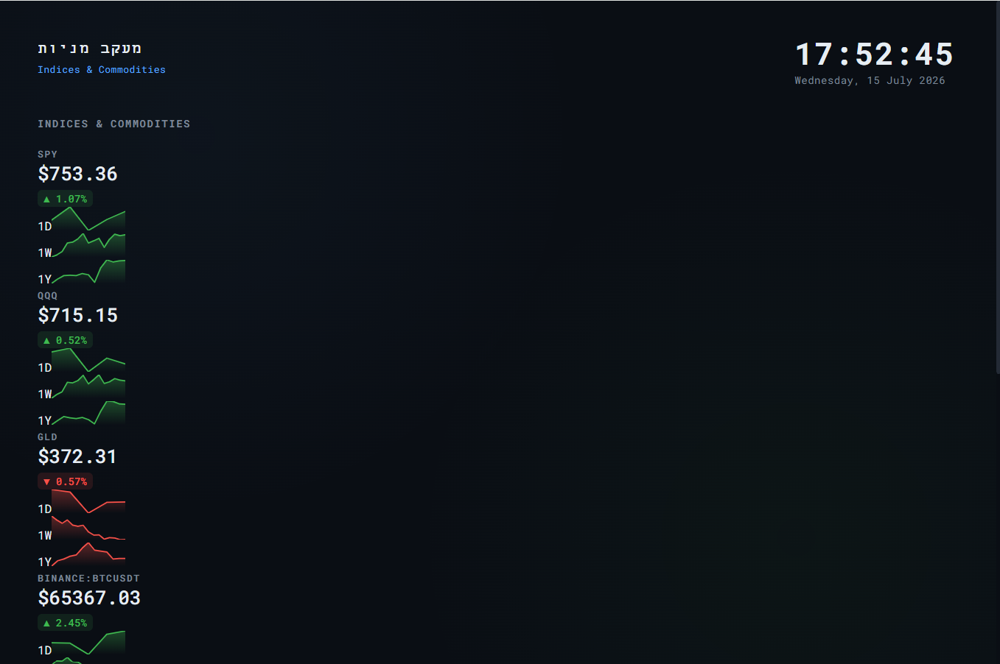 מעקב מניות
Indices & Commodities
17:52:45
Wednesday, 15 July 2026
INDICES & COMMODITIES
SPY
$753.36
▲ 1.07%
1D
1W
1Y
QQQ
$715.15
▲ 0.52%
1D
1W
1Y
GLD
$372.31
▼ 0.57%
1D
1W
1Y
BINANCE:BTCUSDT
$65367.03
▲ 2.45%
1D